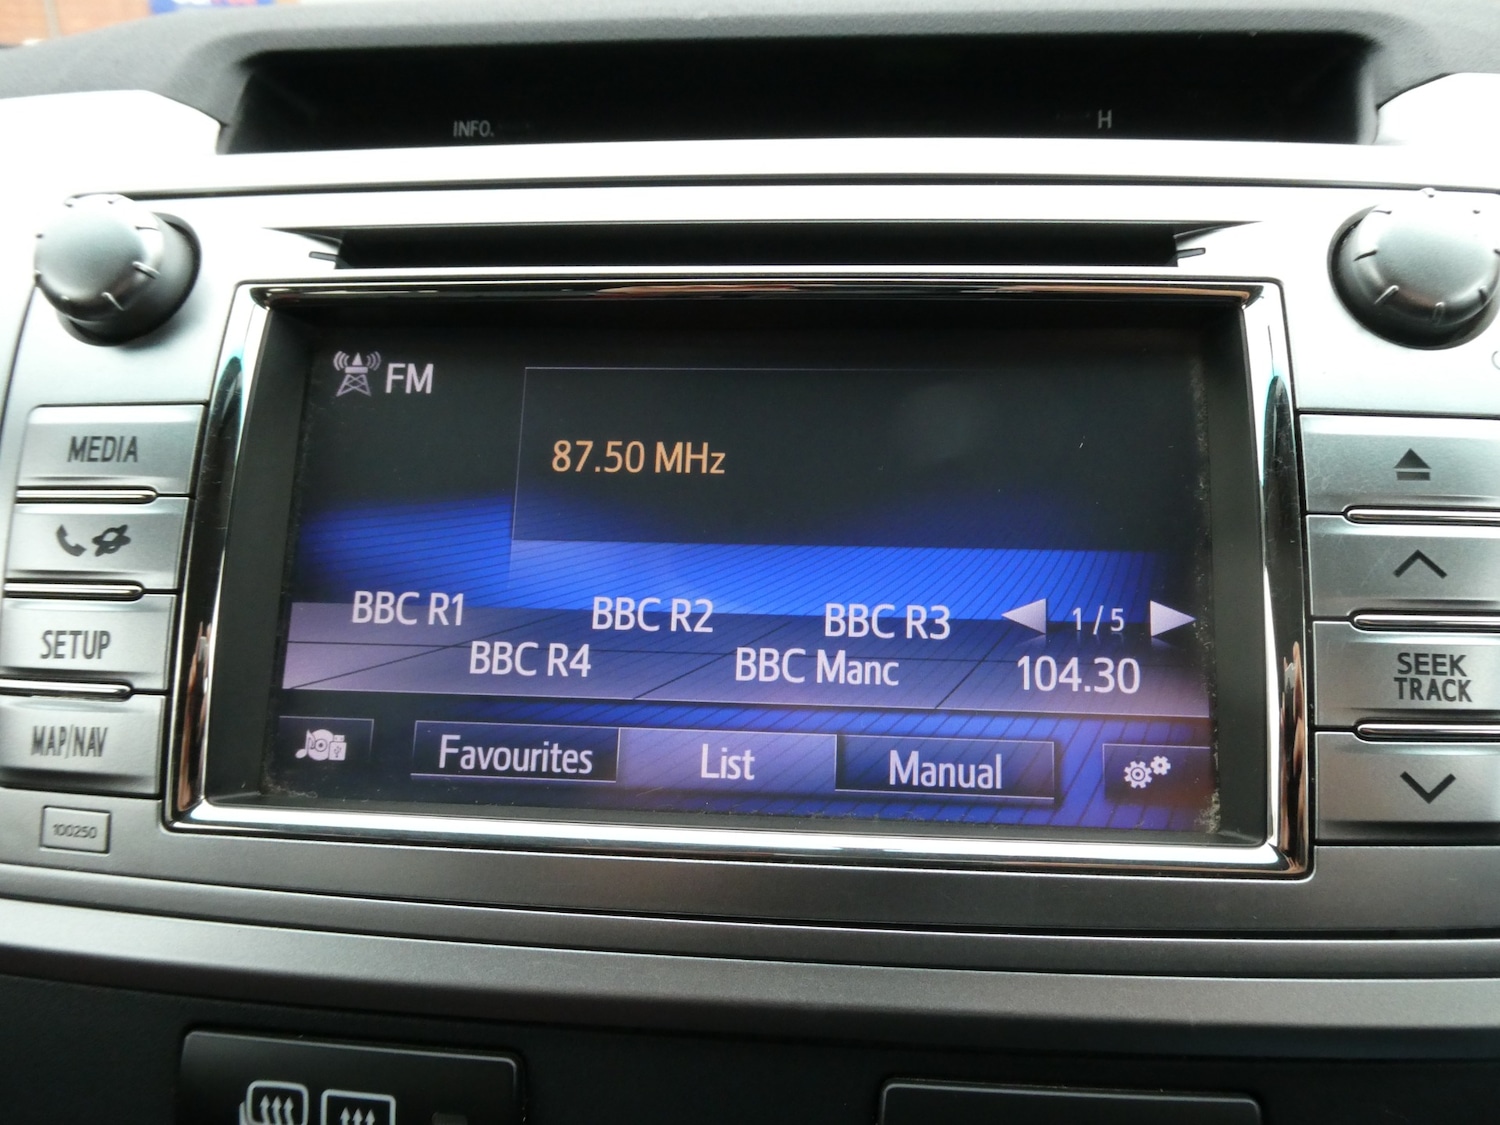 INFO.
H
FM
87.50 MHz
BBC R1
BBC R2
BBC R3
1 / 5
BBC R4
BBC Manc
104.30
Favourites
List
Manual
MEDIA
SETUP
MAP/NAV
100250
SEEK
TRACK